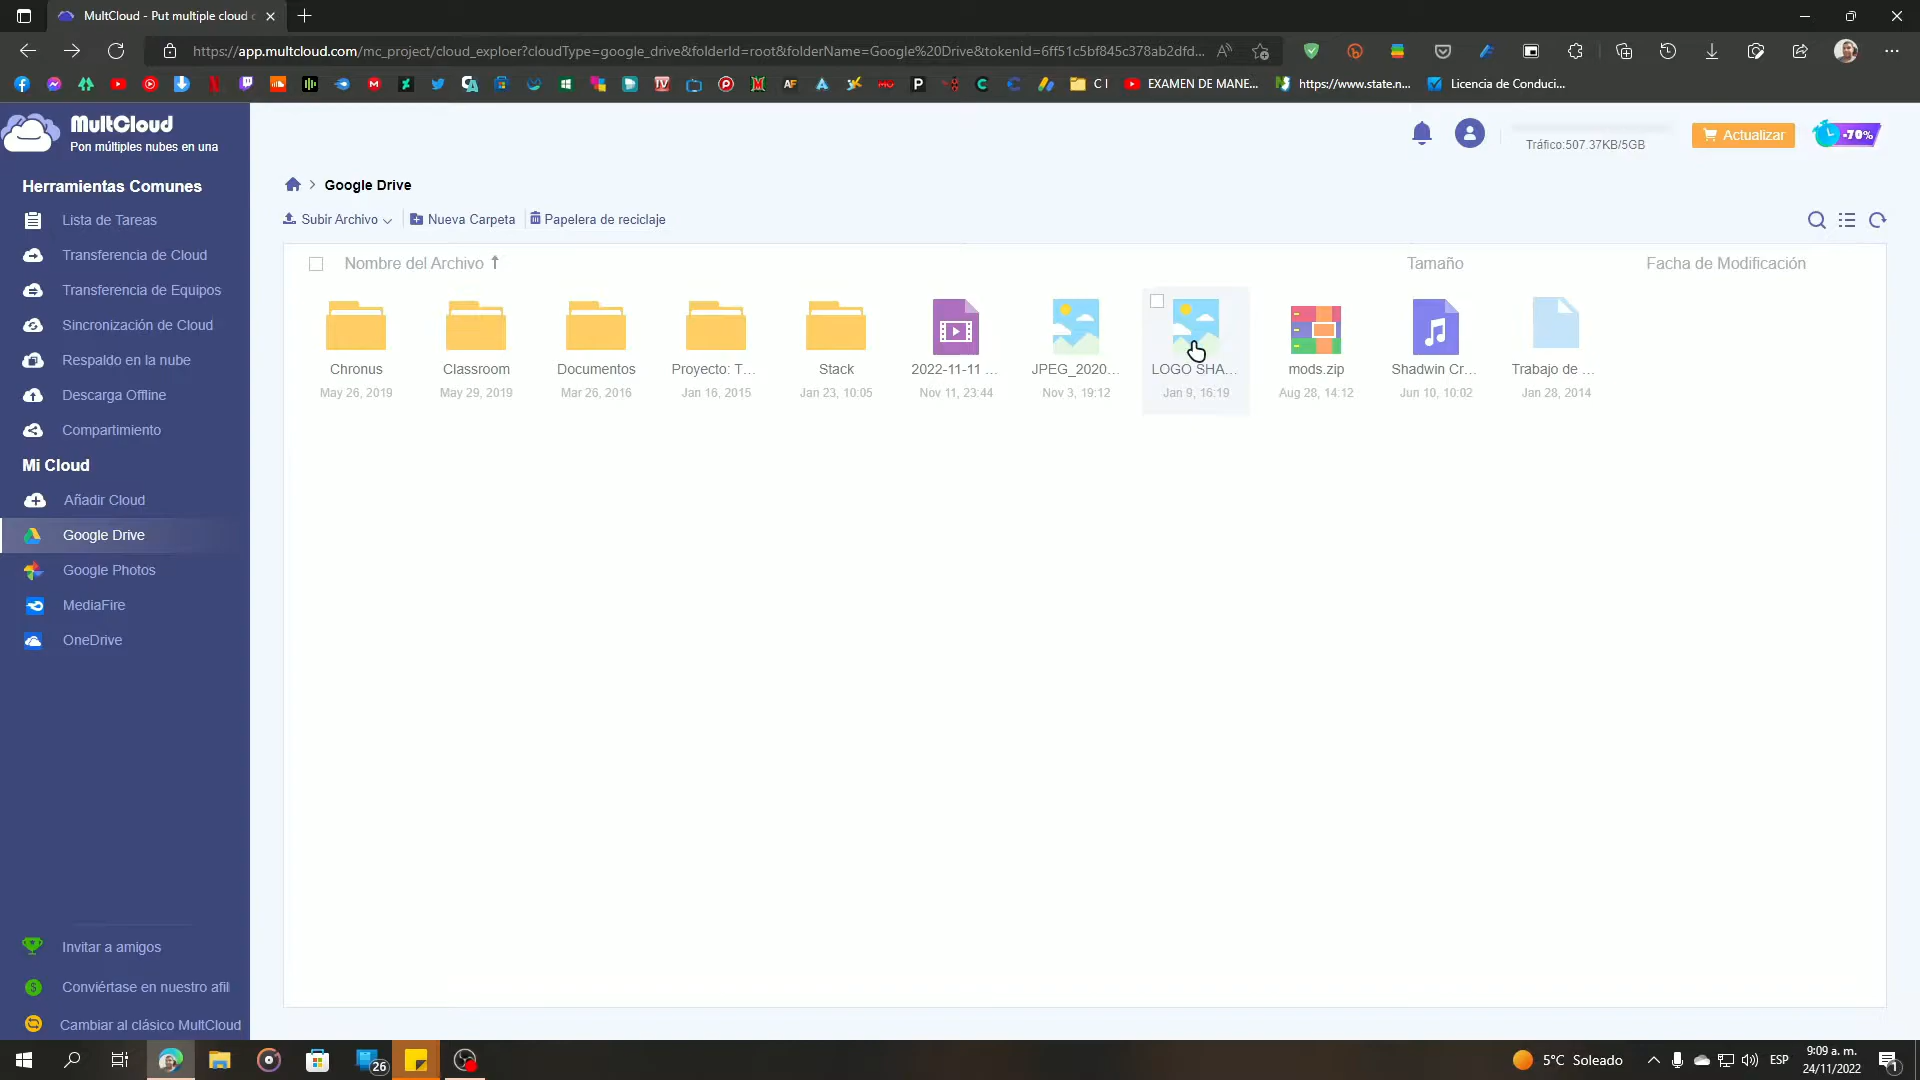 MultCloud - Put multiple cloud
https://app.multcloud.com/mc_project/cloud_exploer?cloudType=google_drive&folderId=root&folderName=Google%20Drive&tokenId=6ff51c5bf845c378ab2dfd...
C I
EXAMEN DE MANE...
https://www.state.n...
Licencia de Conduci...
MultCloud
Pon múltiples nubes en una
Tráfico:507.37KB/5GB
Actualizar
-70%
Herramientas Comunes
Lista de Tareas
Transferencia de Cloud
Transferencia de Equipos
Sincronización de Cloud
Respaldo en la nube
Descarga Offline
Compartimiento
Mi Cloud
Añadir Cloud
Google Drive
Google Photos
MediaFire
OneDrive
Invitar a amigos
Conviértase en nuestro afil
Cambiar al clásico MultCloud
Google Drive
Subir Archivo
Nueva Carpeta
Papelera de reciclaje
Nombre del Archivo
Tamaño
Facha de Modificación
Chronus
May 26, 2019
Classroom
May 29, 2019
Documentos
Mar 26, 2016
Proyecto: T...
Jan 16, 2015
Stack
Jan 23, 10:05
2022-11-11 ...
Nov 11, 23:44
JPEG_2020...
Nov 3, 19:12
LOGO SHA...
Jan 9, 16:19
mods.zip
Aug 28, 14:12
Shadwin Cr...
Jun 10, 10:02
Trabajo de ...
Jan 28, 2014
26
5°C Soleado
ESP
9:09 a. m.
24/11/2022
1